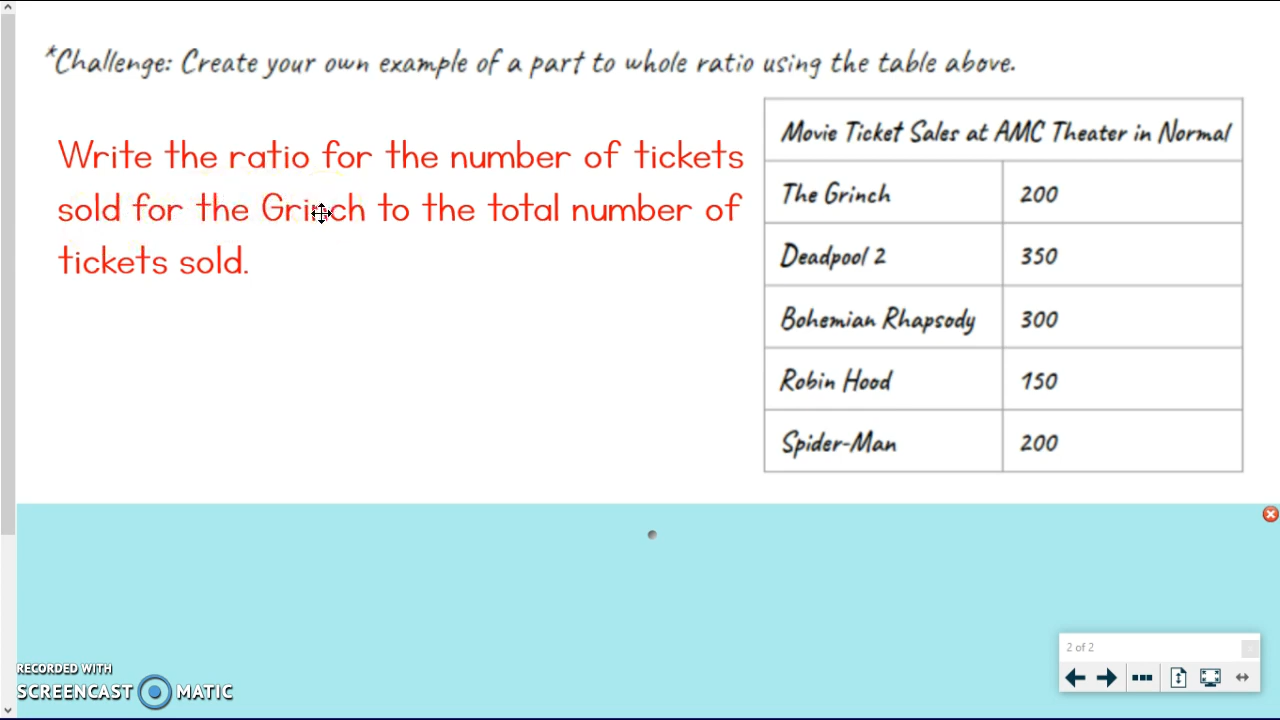 *Challenge: Create your own example of a part to whole ratio using the table above.
Write the ratio for the number of tickets
sold for the Grinch to the total number of
tickets sold.
Movie Ticket Sales at AMC Theater in Normal
The Grinch 200
Deadpool 2 350
Bohemian Rhapsody 300
Robin Hood 150
Spider-Man 200
2 of 2
RECORDED WITH
SCREENCAST MATIC